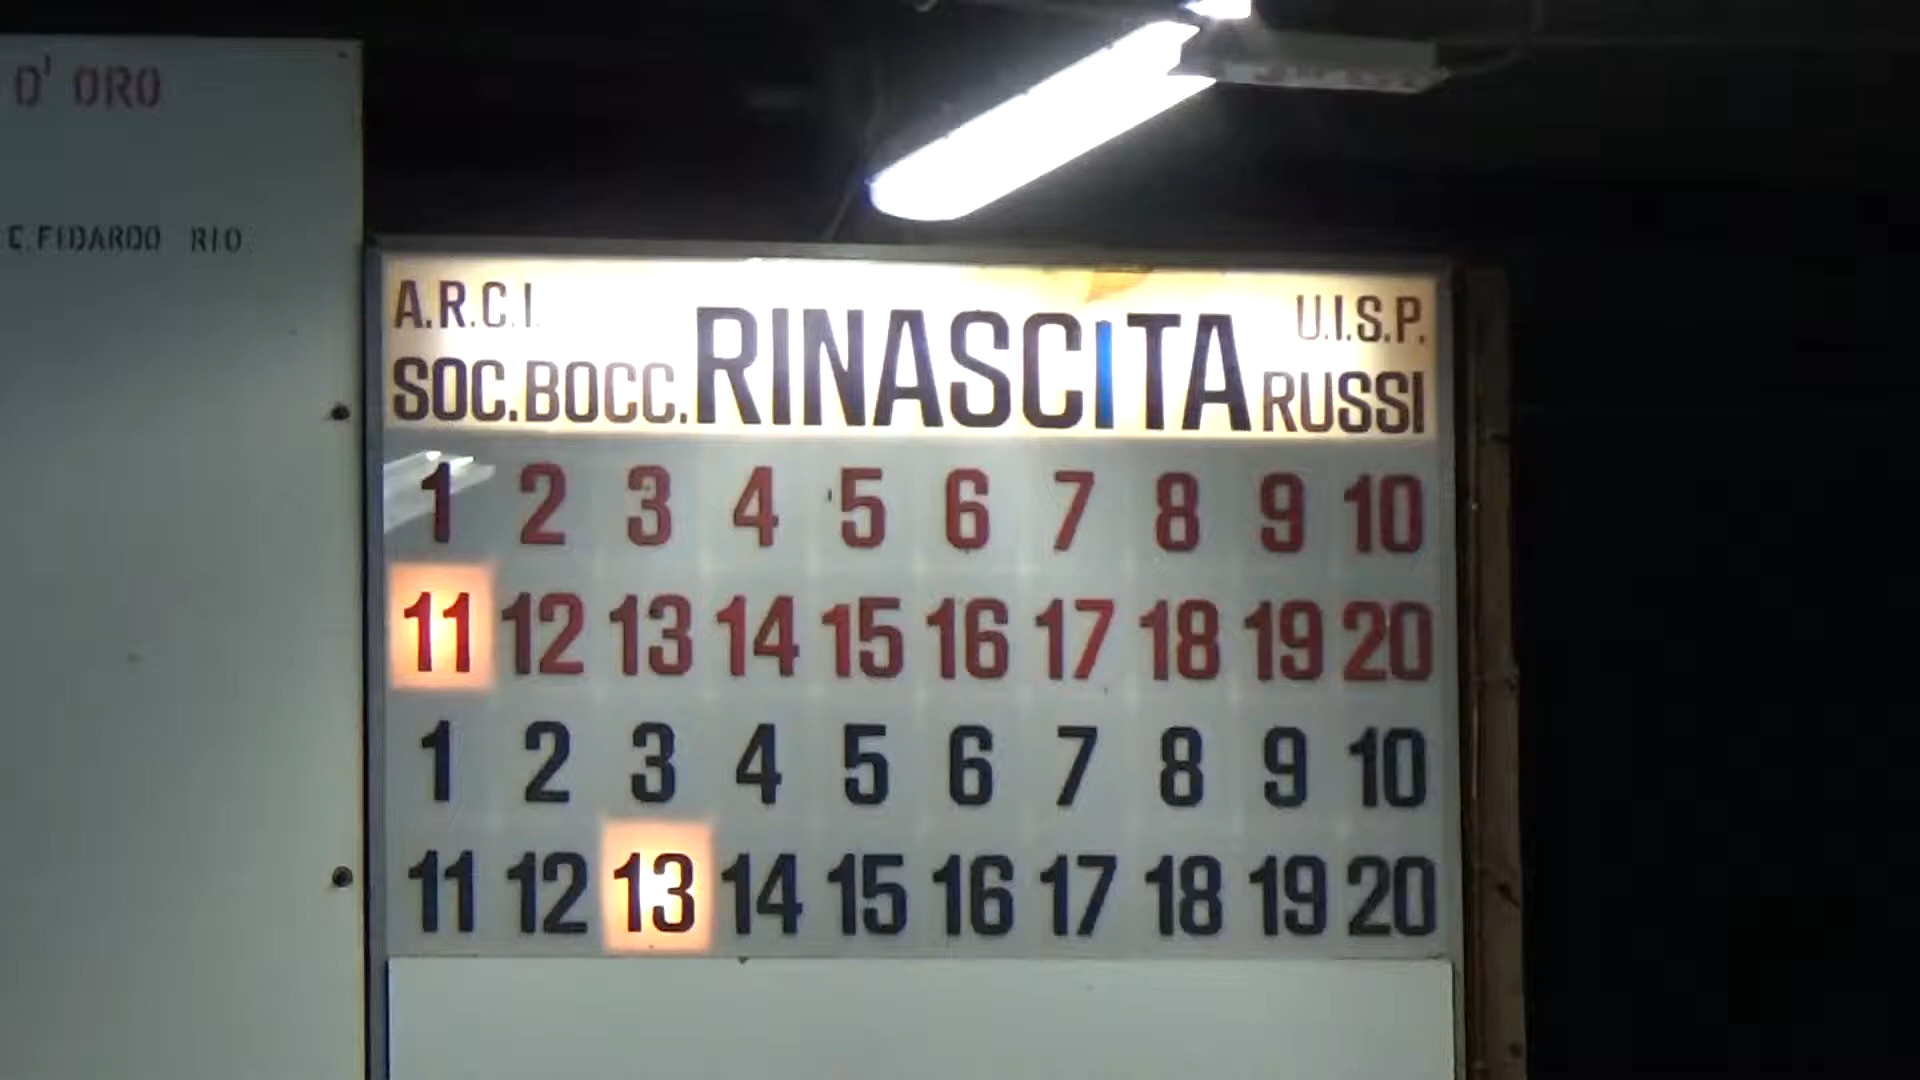 D' ORO
C.FIDARDO RIO
A.R.C.I. U.I.S.P.
SOC.BOCC. RINASCITA RUSSI
1 2 3 4 5 6 7 8 9 10
11 12 13 14 15 16 17 18 19 20
1 2 3 4 5 6 7 8 9 10
11 12 13 14 15 16 17 18 19 20